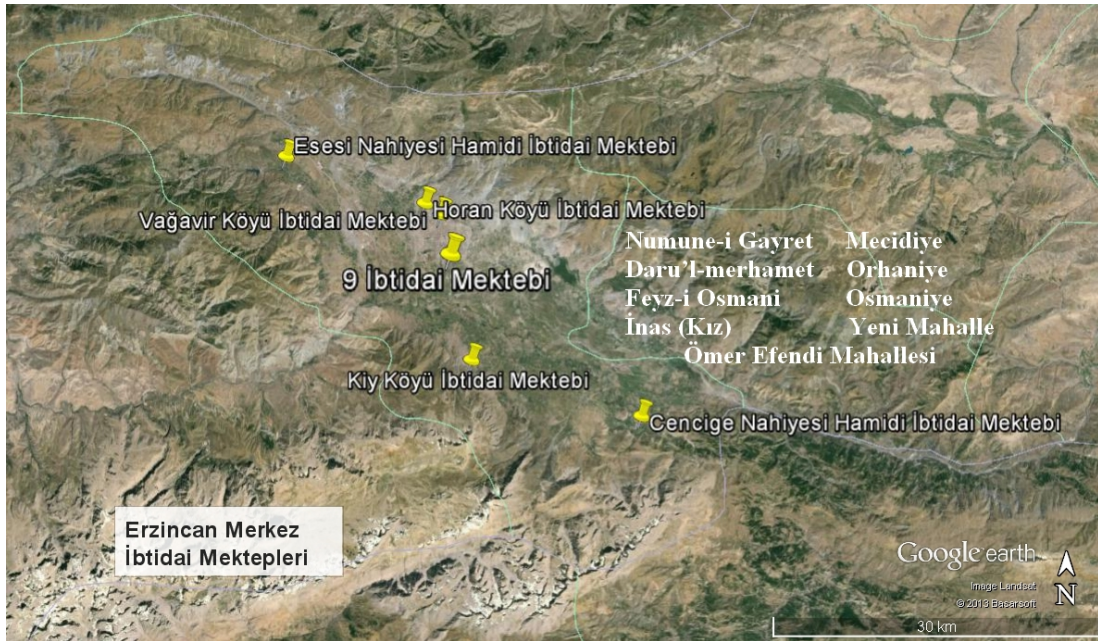 Esesi Nahiyesi Hamidi İbtidai Mektebi
Vağavir Köyü İbtidai Mektebi
Horan Köyü İbtidai Mektebi
9 İbtidai Mektebi
Numune-i Gayret Mecidiye
Daru'l-merhamet Orhaniye
Feyz-i Osmani Osmaniye
İnas (Kız) Yeni Mahalle
Ömer Efendi Mahallesi
Kiy Köyü İbtidai Mektebi
Cencige Nahiyesi Hamidi İbtidai Mektebi
Erzincan Merkez
İbtidai Mektepleri
Google earth
Image Landsat
© 2013 Basarsoft
N
30 km